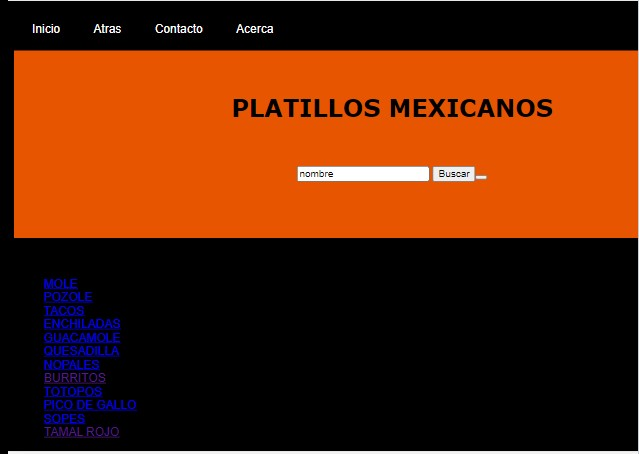 Inicio Atras Contacto Acerca
PLATILLOS MEXICANOS
nombre Buscar
MOLE
POZOLE
TACOS
ENCHILADAS
GUACAMOLE
QUESADILLA
NOPALES
BURRITOS
TOTOPOS
PICO DE GALLO
SOPES
TAMAL ROJO